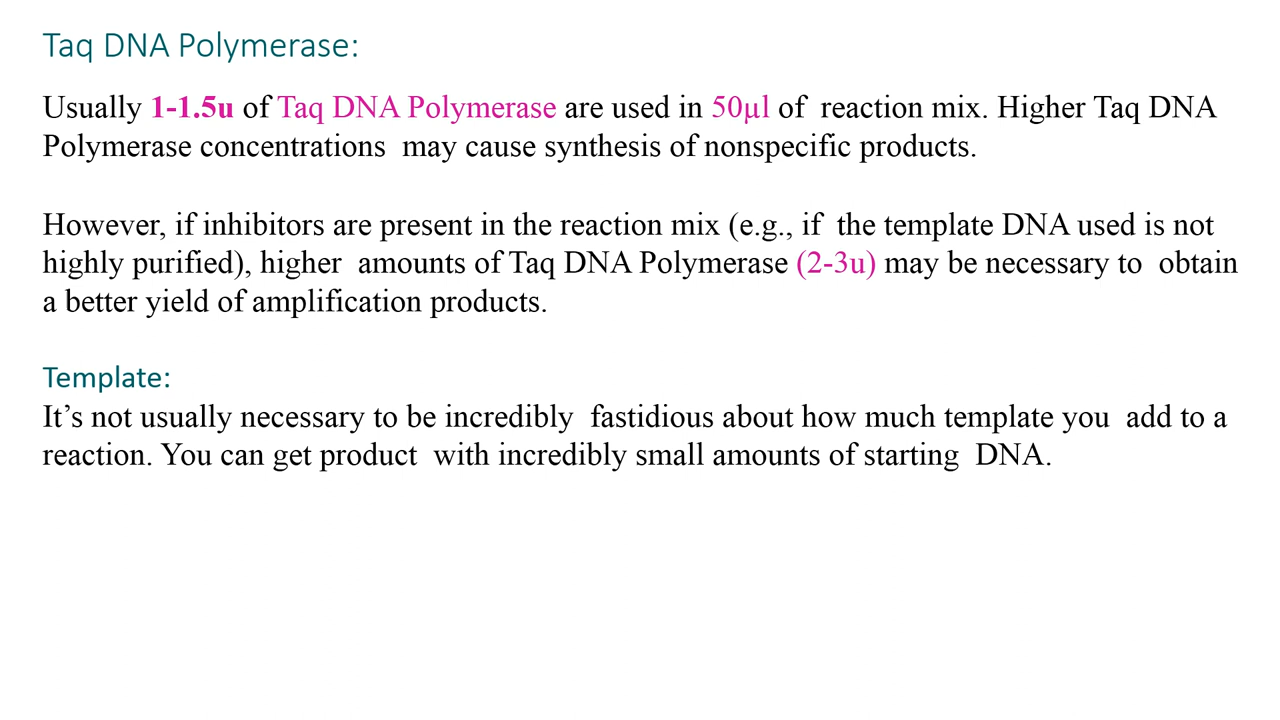 Taq DNA Polymerase:
Usually 1-1.5u of Taq DNA Polymerase are used in 50µl of  reaction mix. Higher Taq DNA
Polymerase concentrations  may cause synthesis of nonspecific products.
However, if inhibitors are present in the reaction mix (e.g., if  the template DNA used is not
highly purified), higher  amounts of Taq DNA Polymerase (2-3u) may be necessary to  obtain
a better yield of amplification products.
Template:
It’s not usually necessary to be incredibly  fastidious about how much template you  add to a
reaction. You can get product  with incredibly small amounts of starting  DNA.